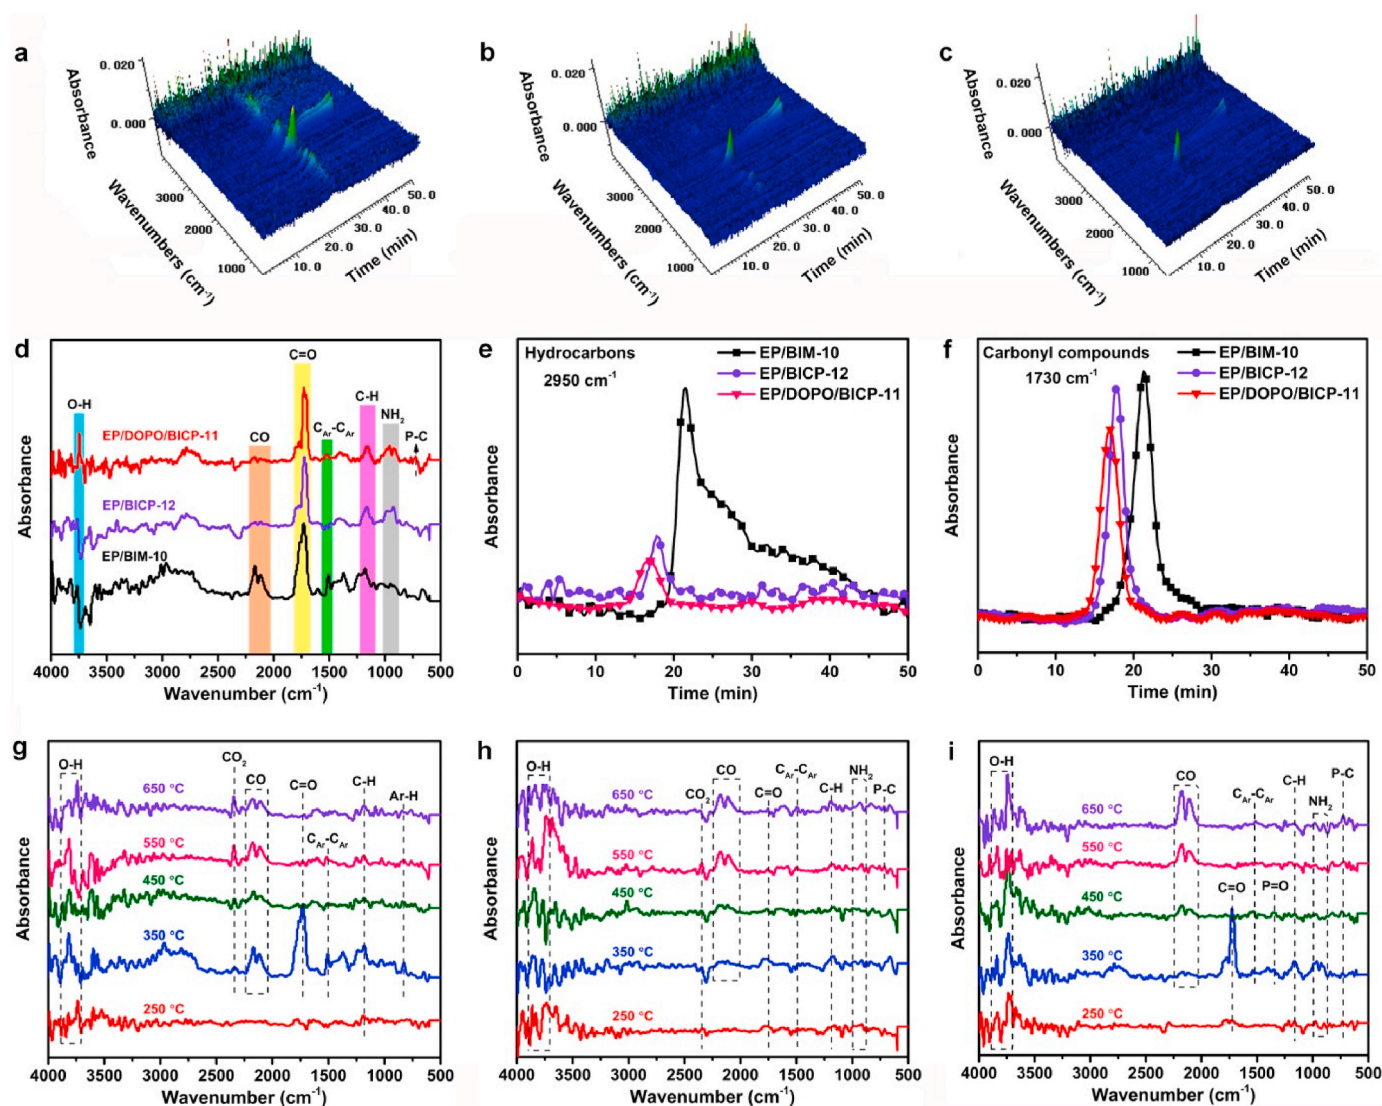 a
Absorbance
0.020
0.000
3000
2000
1000
Wavenumbers (cm⁻¹)
10.0
20.0
30.0
40.0
50.0
Time (min)
b
Absorbance
0.020
0.000
3000
2000
1000
Wavenumbers (cm⁻¹)
10.0
20.0
30.0
40.0
50.0
Time (min)
c
Absorbance
0.020
0.000
3000
2000
1000
Wavenumbers (cm⁻¹)
10.0
20.0
30.0
40.0
50.0
Time (min)
d
Absorbance
O-H
CO
C=O
C_Ar-C_Ar
C-H
NH₂
P-C
EP/DOPO/BICP-11
EP/BICP-12
EP/BIM-10
4000 3500 3000 2500 2000 1500 1000 500
Wavenumber (cm⁻¹)
e
Absorbance
Hydrocarbons
2950 cm⁻¹
EP/BIM-10
EP/BICP-12
EP/DOPO/BICP-11
0 10 20 30 40 50
Time (min)
f
Absorbance
Carbonyl compounds
1730 cm⁻¹
EP/BIM-10
EP/BICP-12
EP/DOPO/BICP-11
0 10 20 30 40 50
Time (min)
g
Absorbance
O-H
CO₂
CO
C=O
C_Ar-C_Ar
C-H
Ar-H
650 °C
550 °C
450 °C
350 °C
250 °C
4000 3500 3000 2500 2000 1500 1000 500
Wavenumber (cm⁻¹)
h
Absorbance
O-H
CO₂
CO
C=O
C_Ar-C_Ar
C-H
NH₂
P-C
650 °C
550 °C
450 °C
350 °C
250 °C
4000 3500 3000 2500 2000 1500 1000 500
Wavenumber (cm⁻¹)
i
Absorbance
O-H
CO
C=O
C_Ar-C_Ar
P=O
C-H
NH₂
P-C
650 °C
550 °C
450 °C
350 °C
250 °C
4000 3500 3000 2500 2000 1500 1000 500
Wavenumber (cm⁻¹)